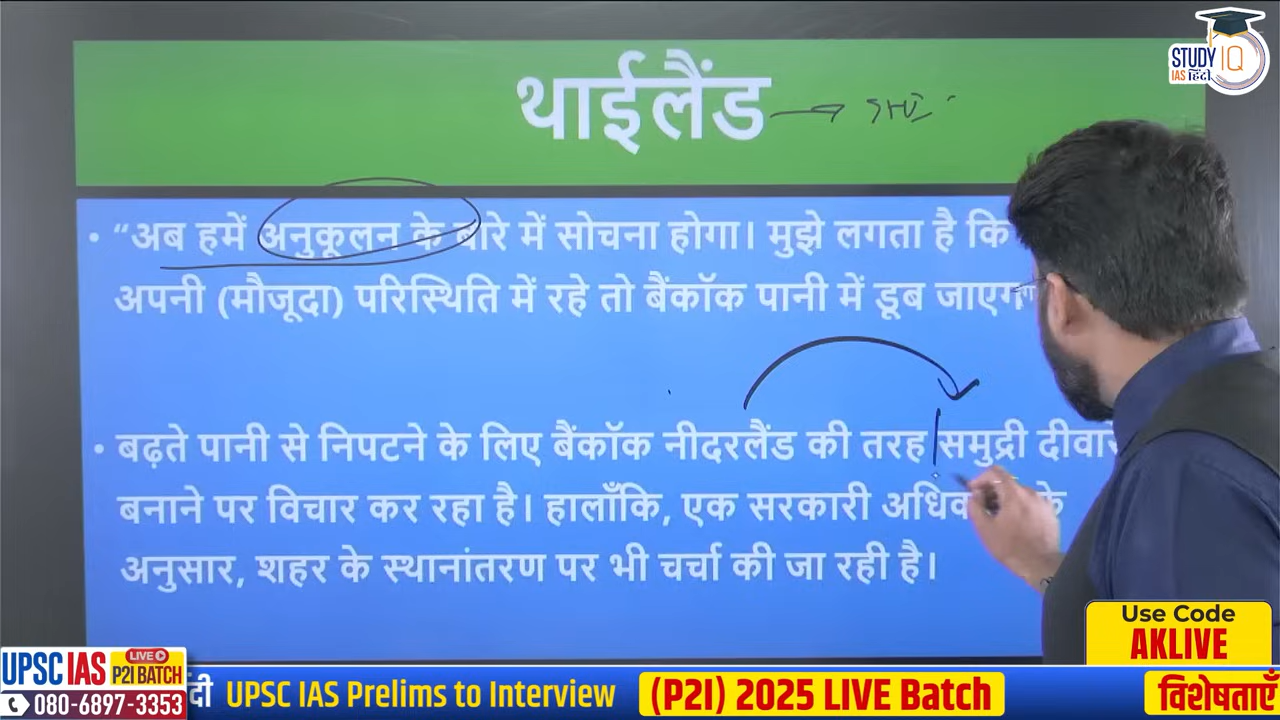 STUDY IQ
IAS हिंदी
थाईलैंड
• “अब हमें अनुकूलन के बारे में सोचना होगा। मुझे लगता है कि
अपनी (मौजूदा) परिस्थिति में रहे तो बैंकॉक पानी में डूब
• बढ़ते पानी से निपटने के लिए बैंकॉक नीदरलैंड की तरह समुद्री
बनाने पर विचार कर रहा है। हालाँकि, एक सरकारी के
अनुसार, शहर के स्थानांतरण पर भी चर्चा की जा रही है।
Use Code
AKLIVE
UPSC IAS LIVE P2I BATCH
080-6897-3353
UPSC IAS Prelims to Interview (P2I) 2025 LIVE Batch विशेषताएँ